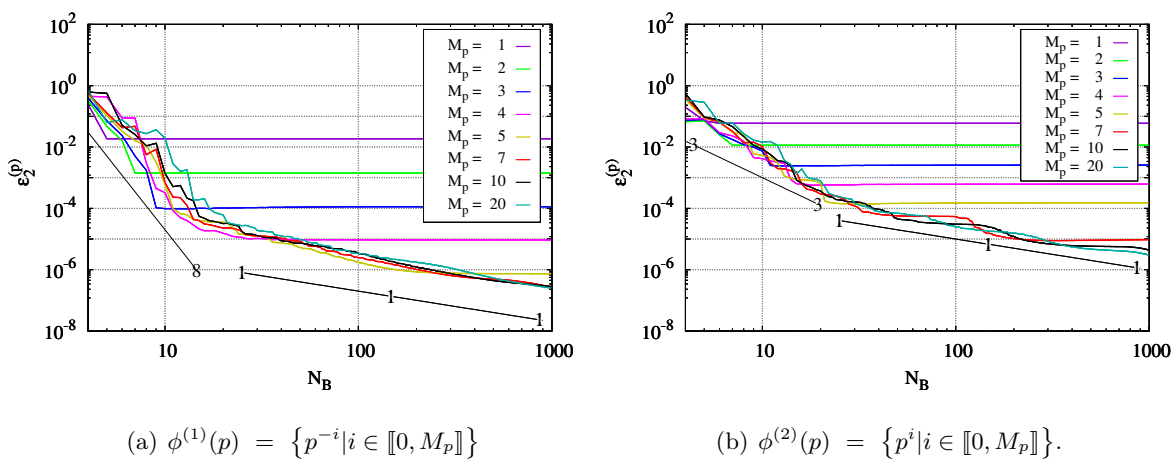 10^2
10^0
10^-2
10^-4
10^-6
10^-8
ε_2^(p)
10
100
1000
N_B
M_p = 1
M_p = 2
M_p = 3
M_p = 4
M_p = 5
M_p = 7
M_p = 10
M_p = 20
8
1
1
1
(a) ϕ^(1)(p) = {p^{-i}|i ∈ ⟦0, M_p⟧}
10^2
10^0
10^-2
10^-4
10^-6
10^-8
ε_2^(p)
10
100
1000
N_B
M_p = 1
M_p = 2
M_p = 3
M_p = 4
M_p = 5
M_p = 7
M_p = 10
M_p = 20
3
3
1
1
1
(b) ϕ^(2)(p) = {p^i|i ∈ ⟦0, M_p⟧}.